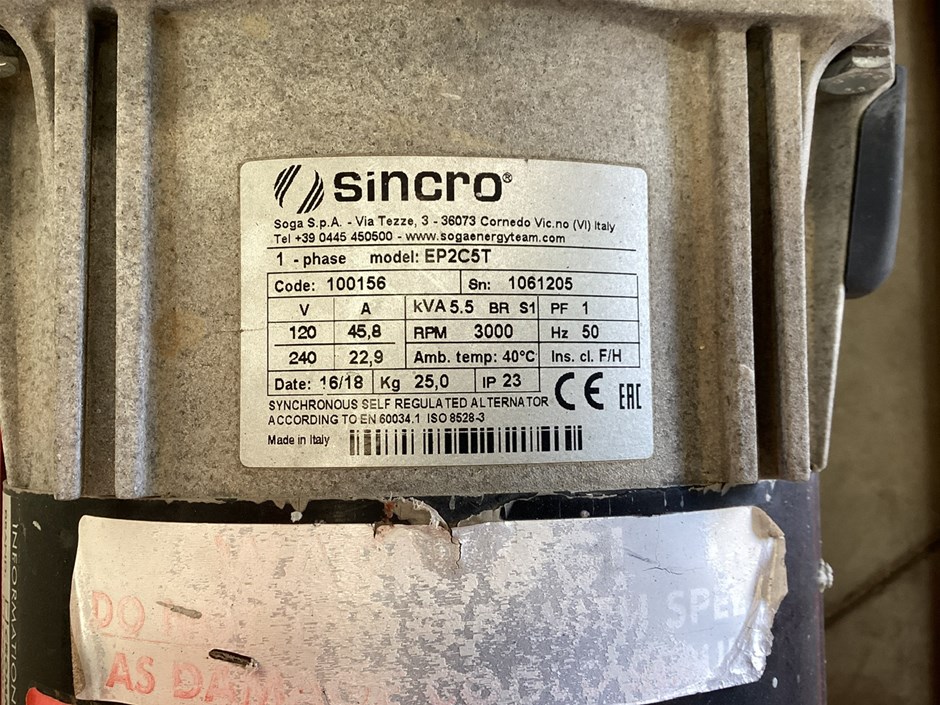 sincro®
Soga S.p.A. - Via Tezze, 3 - 36073 Cornedo Vic.no (VI) Italy
Tel +39 0445 450500 - www.sogaenergyteam.com
1 - phase model: EP2C5T
Code: 100156 Sn: 1061205
V A kVA 5.5 BR S1 PF 1
120 45,8 RPM 3000 Hz 50
240 22,9 Amb. temp: 40°C Ins. cl. F/H
Date: 16/18 Kg 25,0 IP 23 CE EAC
SYNCHRONOUS SELF REGULATED ALTERNATOR
ACCORDING TO EN 60034.1 ISO 8528-3
Made in Italy
INFORMATION
DO
AS